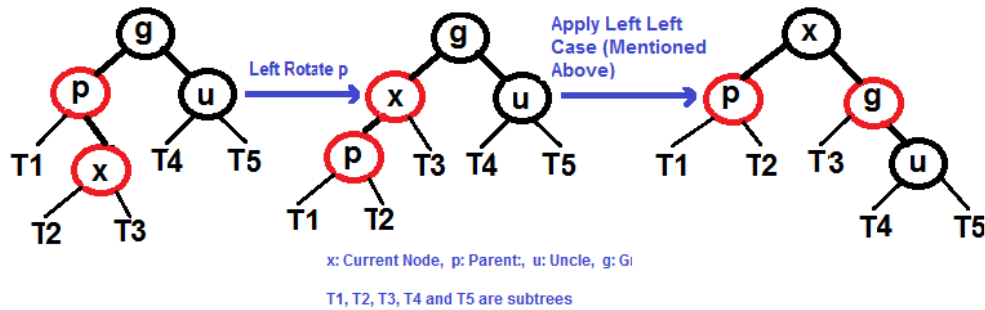 g
p
u
T1
x
T4
T5
T2
T3
Left Rotate p
g
x
u
p
T3
T4
T5
T1
T2
Apply Left Left
Case (Mentioned
Above)
x
p
g
T1
T2
T3
u
T4
T5
x: Current Node, p: Parent:, u: Uncle, g: Gr
T1, T2, T3, T4 and T5 are subtrees